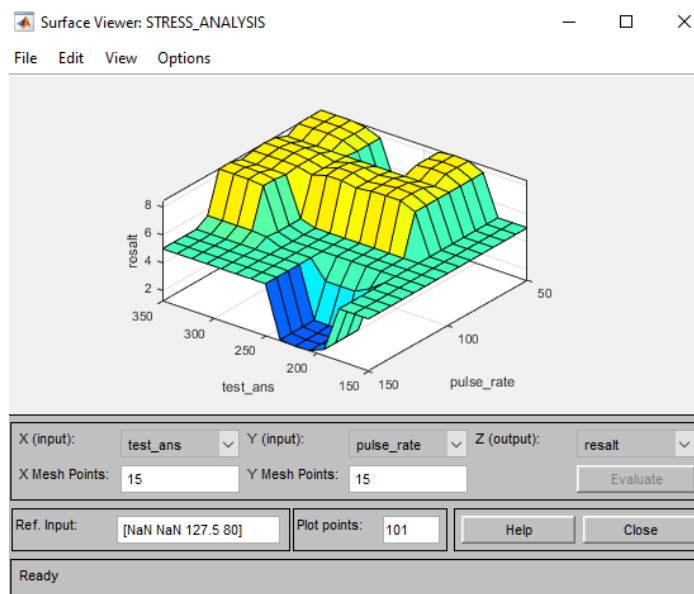 Surface Viewer: STRESS_ANALYSIS
File Edit View Options
8
6
4
2
resalt
350
300
250
200
150
test_ans
150
100
50
pulse_rate
X (input): test_ans Y (input): pulse_rate Z (output): resalt
X Mesh Points: 15 Y Mesh Points: 15 Evaluate
Ref. Input: [NaN NaN 127.5 80] Plot points: 101 Help Close
Ready